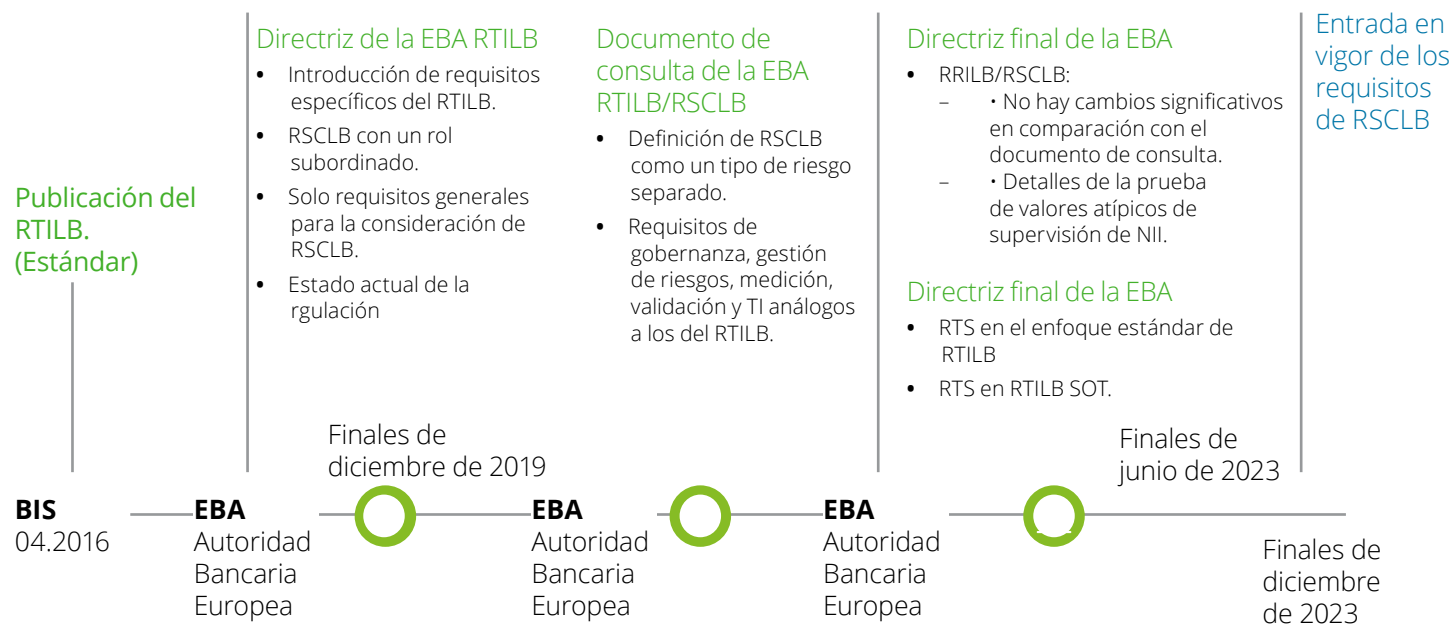 Publicación del
RTILB.
(Estándar)
Directriz de la EBA RTILB
• Introducción de requisitos
específicos del RTILB.
• RSCLB con un rol
subordinado.
• Solo requisitos generales
para la consideración de
RSCLB.
• Estado actual de la
rgulación
Documento de
consulta de la EBA
RTILB/RSCLB
• Definición de RSCLB
como un tipo de riesgo
separado.
• Requisitos de
gobernanza, gestión
de riesgos, medición,
validación y TI análogos
a los del RTILB.
Directriz final de la EBA
• RRILB/RSCLB:
– • No hay cambios significativos
en comparación con el
documento de consulta.
– • Detalles de la prueba
de valores atípicos de
supervisión de NII.
Directriz final de la EBA
• RTS en el enfoque estándar de
RTILB
• RTS en RTILB SOT.
Entrada en
vigor de los
requisitos
de RSCLB
Finales de
diciembre de 2019
Finales de
junio de 2023
BIS
04.2016
EBA
Autoridad
Bancaria
Europea
EBA
Autoridad
Bancaria
Europea
EBA
Autoridad
Bancaria
Europea
Finales de
diciembre
de 2023